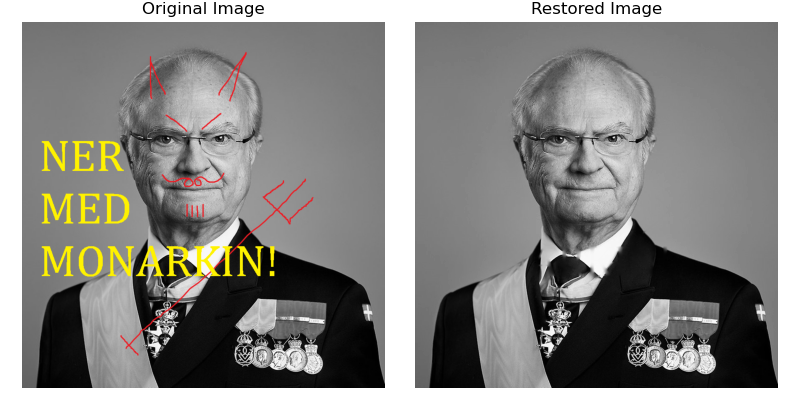 Original Image
Restored Image
NER
MED
MONARKIN!